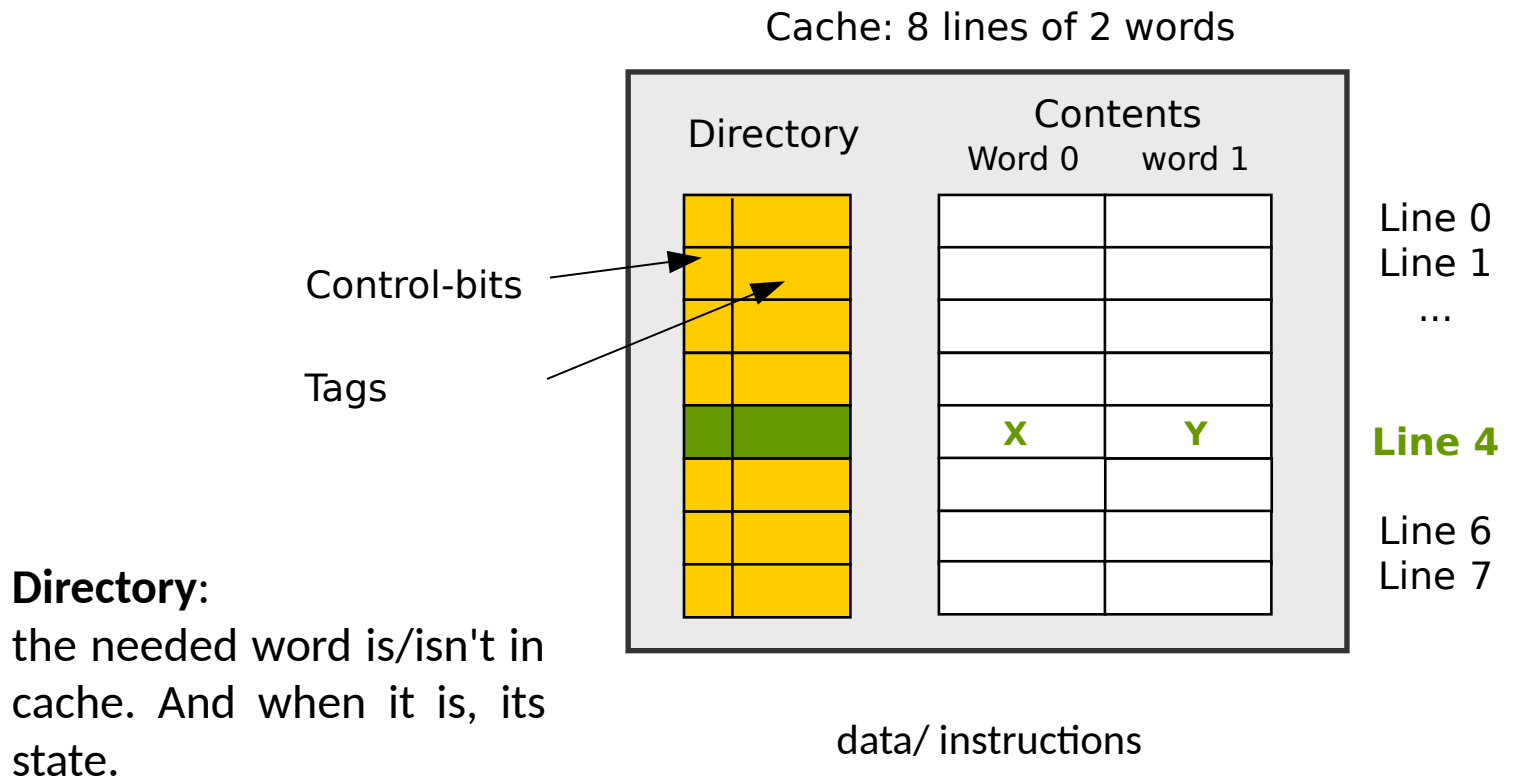 Cache: 8 lines of 2 words
Directory
Contents
Word 0
word 1
Control-bits
Tags
X
Y
Line 0
Line 1
...
Line 4
Line 6
Line 7
Directory:
the needed word is/isn't in
cache. And when it is, its
state.
data/ instructions